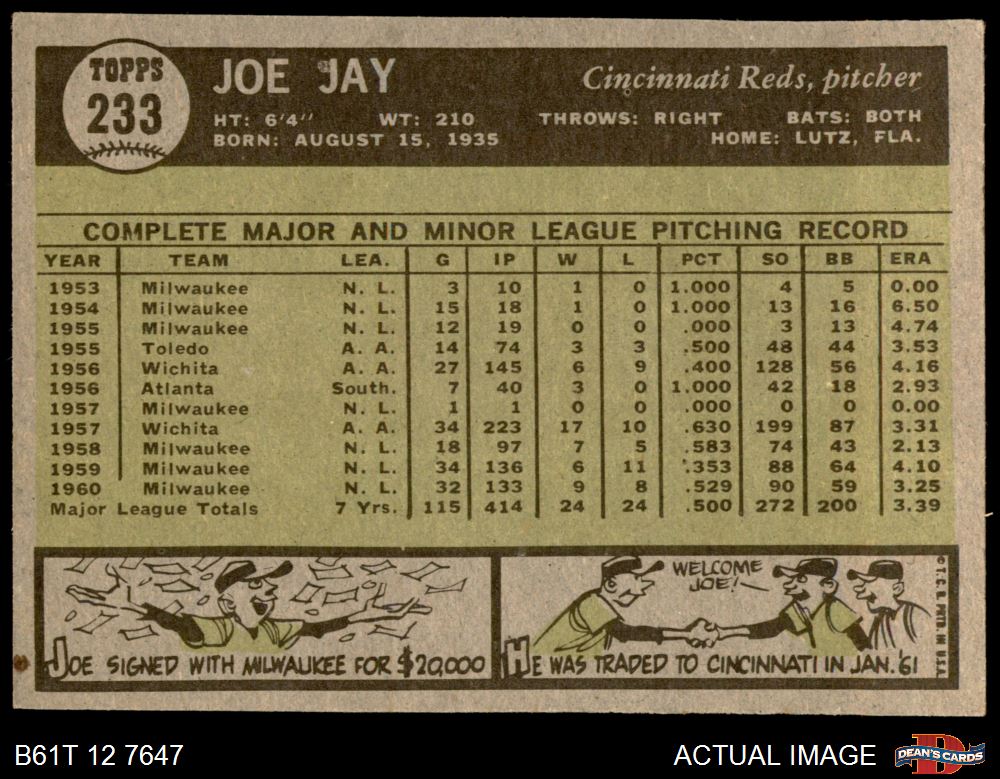 TOPPS
233
JOE JAY
Cincinnati Reds, pitcher
HT: 6'4" WT: 210 THROWS: RIGHT BATS: BOTH
BORN: AUGUST 15, 1935 HOME: LUTZ, FLA.
COMPLETE MAJOR AND MINOR LEAGUE PITCHING RECORD
YEAR TEAM LEA. G IP W L PCT SO BB ERA
1953 Milwaukee N. L. 3 10 1 0 1.000 4 5 0.00
1954 Milwaukee N. L. 15 18 1 0 1.000 13 16 6.50
1955 Milwaukee N. L. 12 19 0 0 .000 3 13 4.74
1955 Toledo A. A. 14 74 3 3 .500 48 44 3.53
1956 Wichita A. A. 27 145 6 9 .400 128 56 4.16
1956 Atlanta South. 7 40 3 0 1.000 42 18 2.93
1957 Milwaukee N. L. 1 1 0 0 .000 0 0 0.00
1957 Wichita A. A. 34 223 17 10 .630 199 87 3.31
1958 Milwaukee N. L. 18 97 7 5 .583 74 43 2.13
1959 Milwaukee N. L. 34 136 6 11 .353 88 64 4.10
1960 Milwaukee N. L. 32 133 9 8 .529 90 59 3.25
Major League Totals 7 Yrs. 115 414 24 24 .500 272 200 3.39
JOE SIGNED WITH MILWAUKEE FOR $20,000
WELCOME
JOE!
HE WAS TRADED TO CINCINNATI IN JAN. '61
© T. C. G. PRTD. IN U.S.A.
B61T 12 7647
ACTUAL IMAGE
DEAN'S CARDS